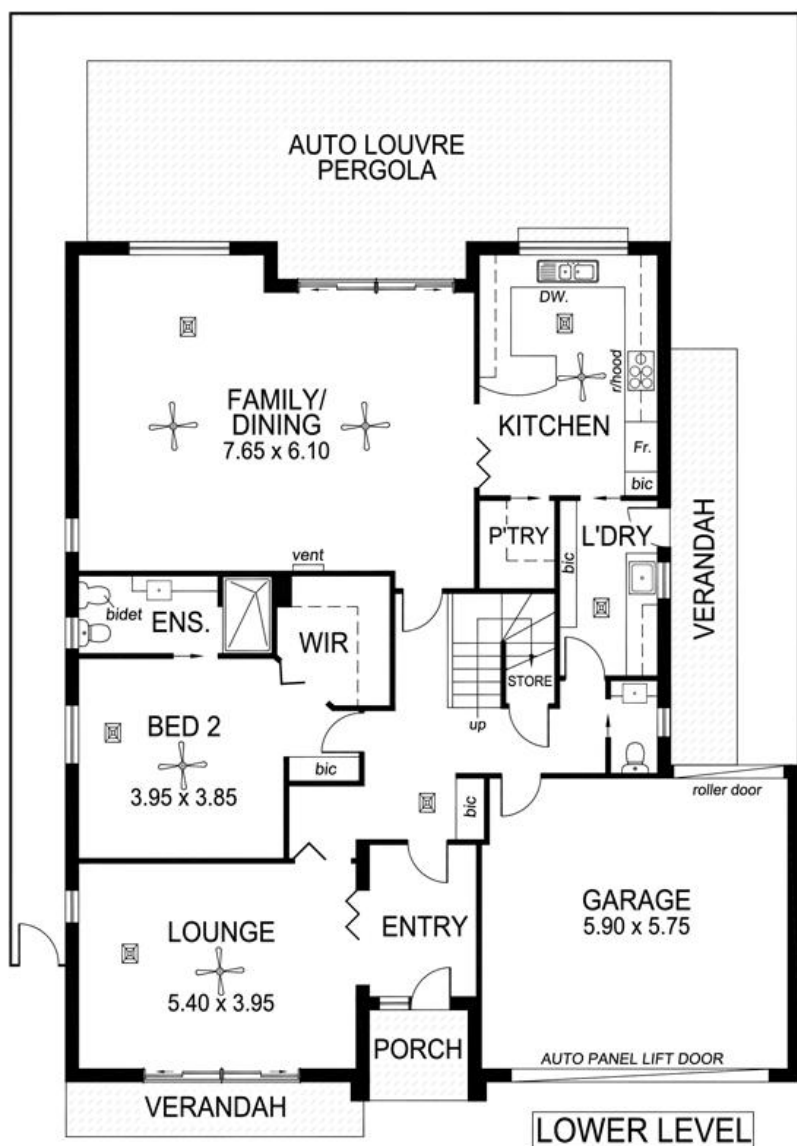 AUTO LOUVRE
PERGOLA
DW.
r/hood
FAMILY/
DINING
7.65 x 6.10
KITCHEN
Fr.
bic
P'TRY
L'DRY
bic
vent
bidet
ENS.
WIR
VERANDAH
STORE
up
BED 2
3.95 x 3.85
bic
bic
roller door
GARAGE
5.90 x 5.75
LOUNGE
5.40 x 3.95
ENTRY
PORCH
AUTO PANEL LIFT DOOR
VERANDAH
LOWER LEVEL